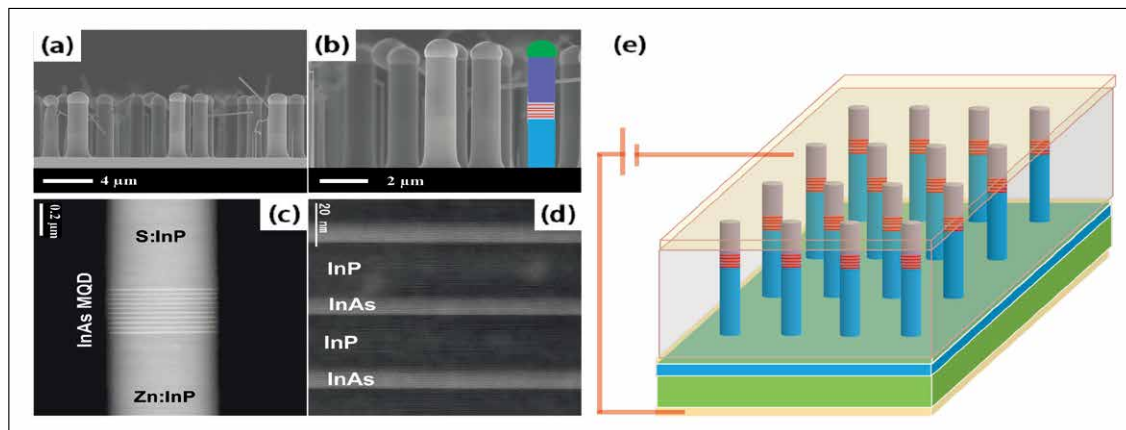 (a)
4 μm
(b)
2 μm
(c)
0.2 μm
S:InP
InAs MQD
Zn:InP
(d)
20 nm
InP
InAs
InP
InAs
(e)